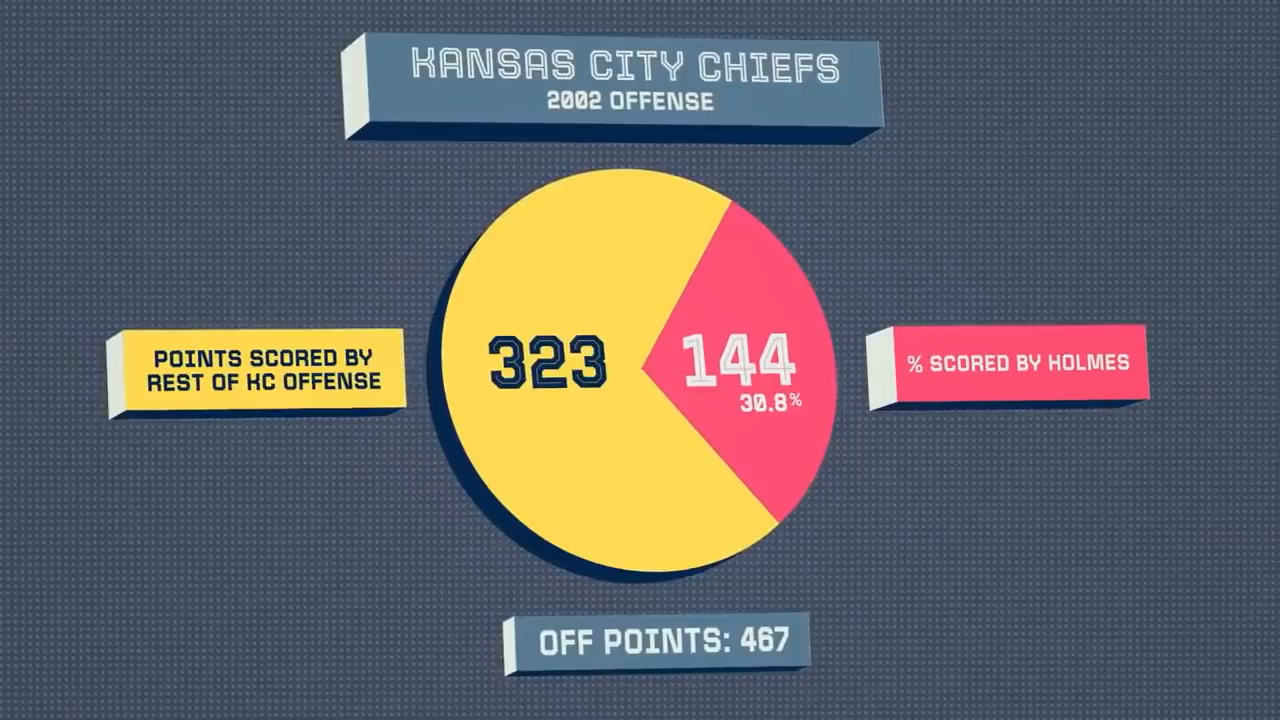 KANSAS CITY CHIEFS
2002 OFFENSE
POINTS SCORED BY
REST OF KC OFFENSE
323
144
30.8%
% SCORED BY HOLMES
OFF POINTS: 467